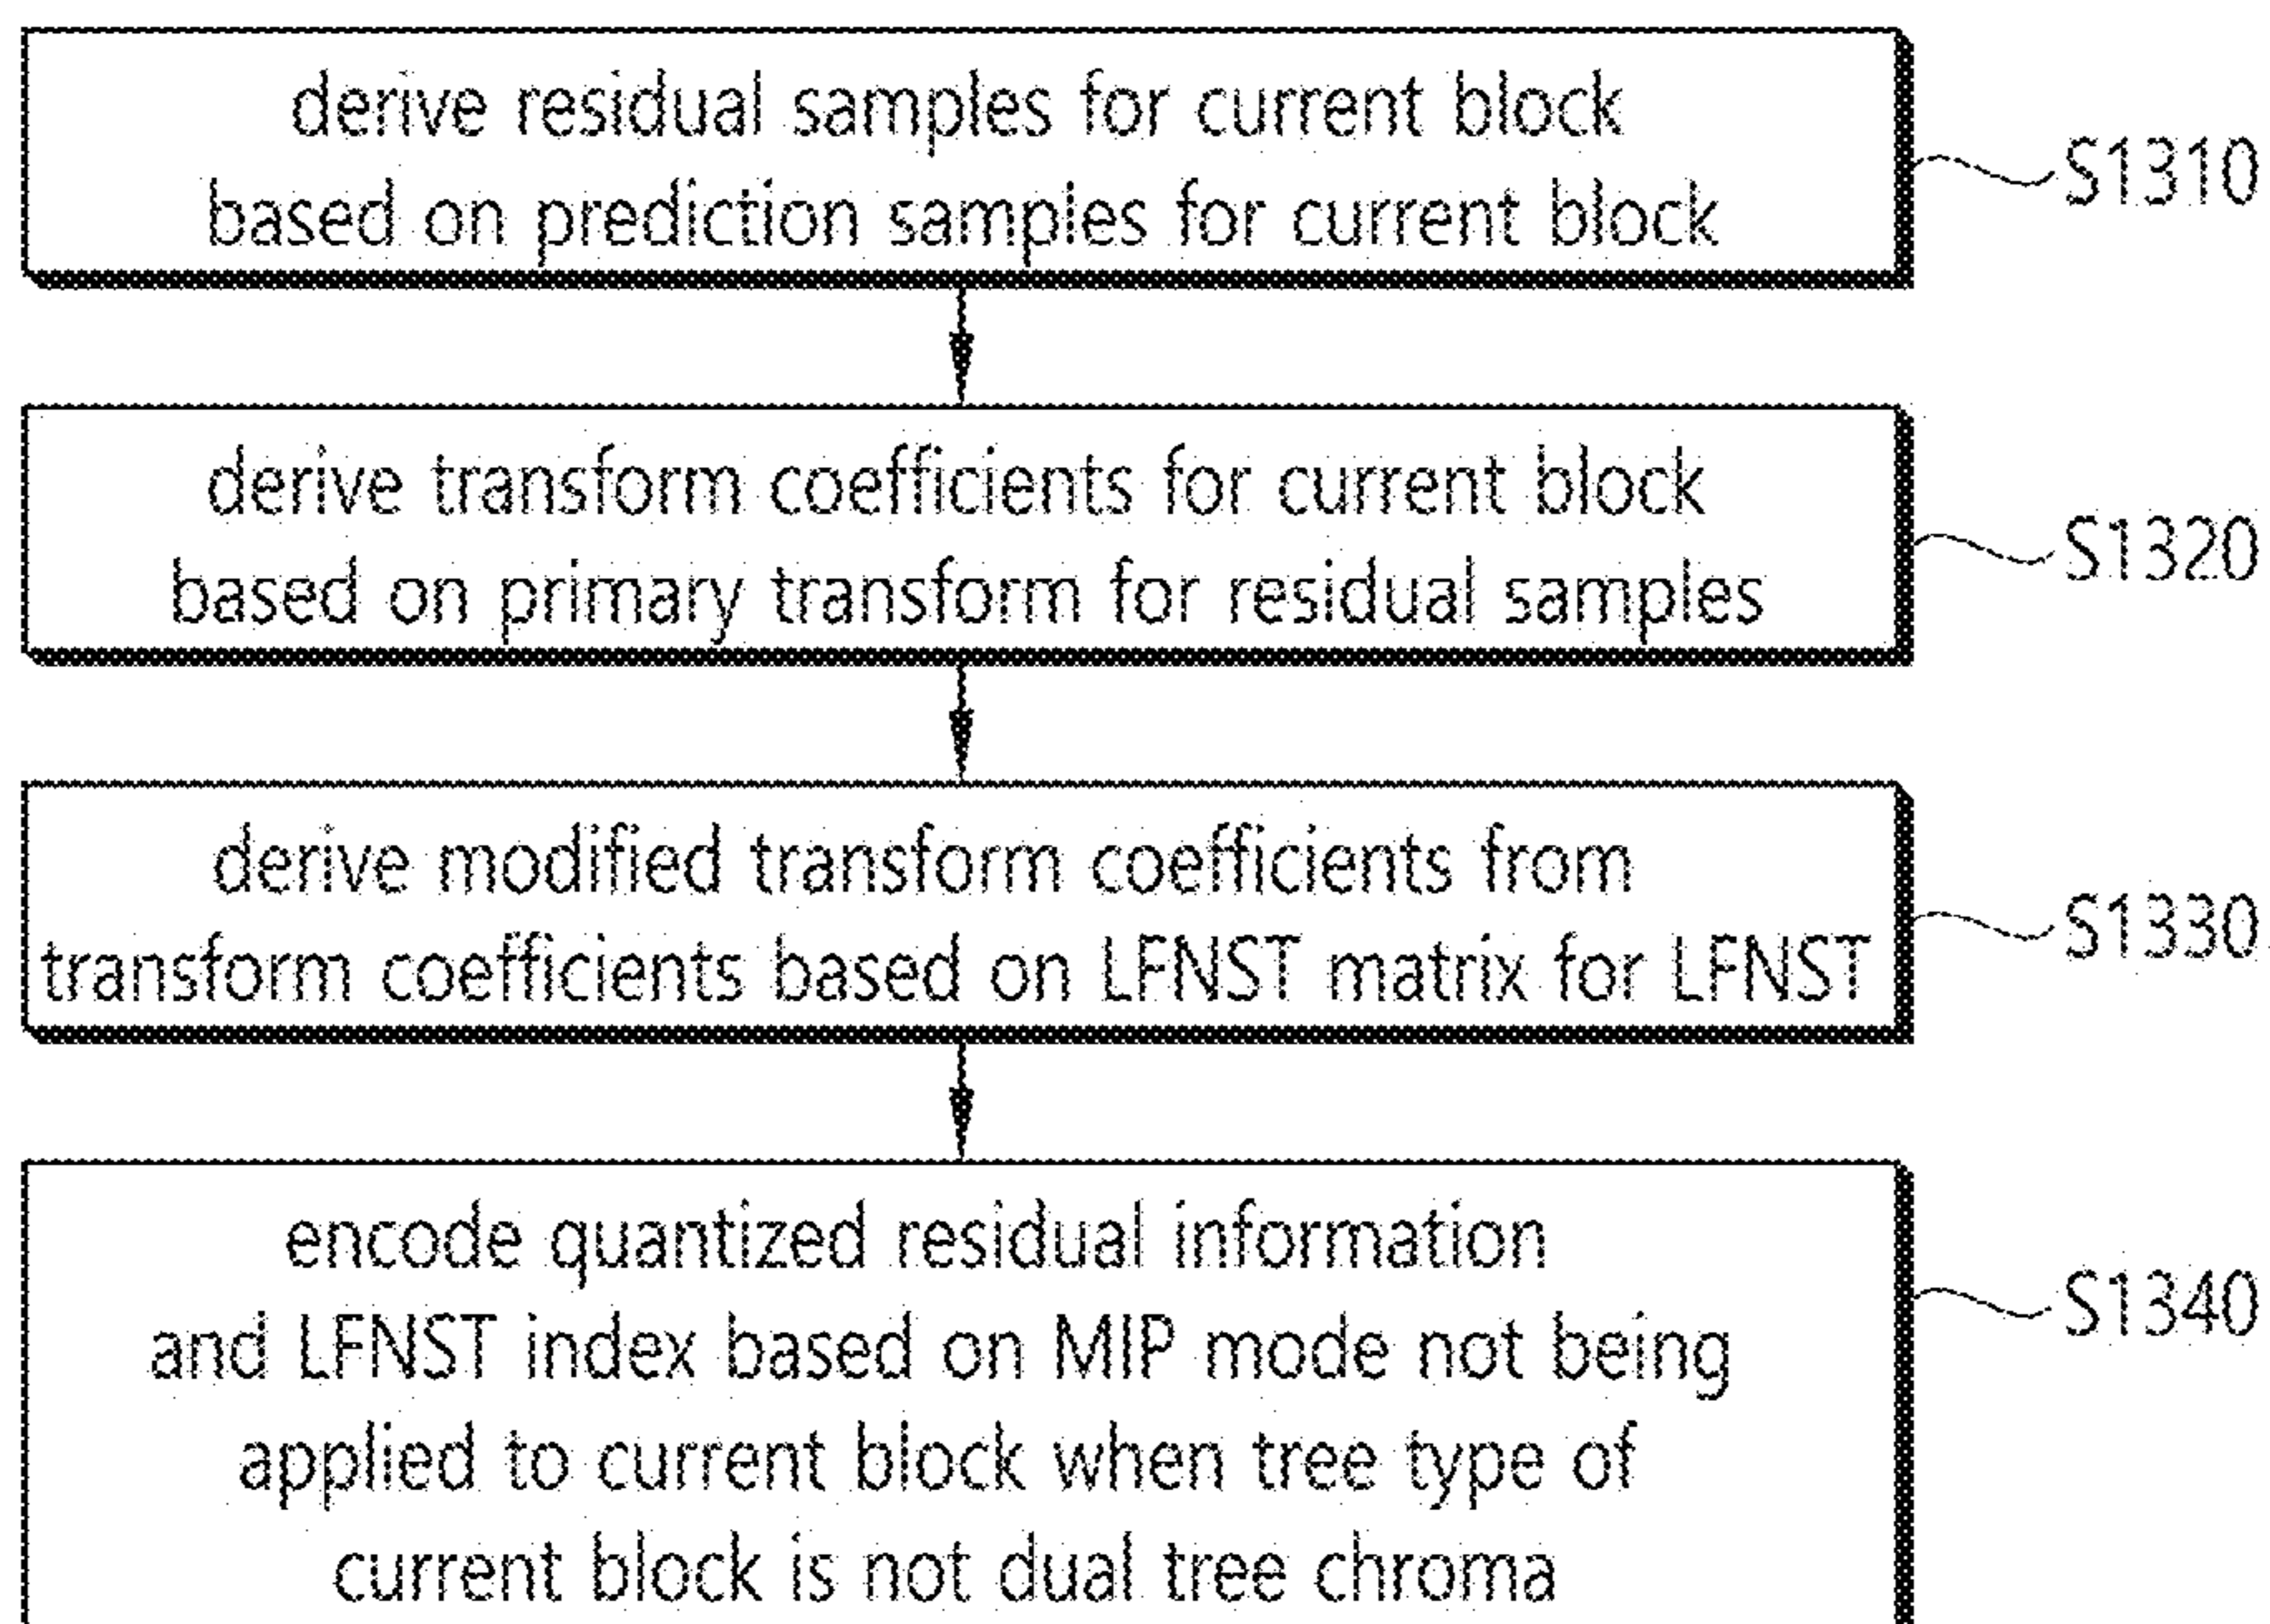 derive residual samples for current block
based on prediction samples for current block
S1310
derive transform coefficients for current block
based on primary transform for residual samples
S1320
derive modified transform coefficients from
transform coefficients based on LFNST matrix for LFNST
S1330
encode quantized residual information
and LFNST index based on MIP mode not being
applied to current block when tree type of
current block is not dual tree chroma
S1340